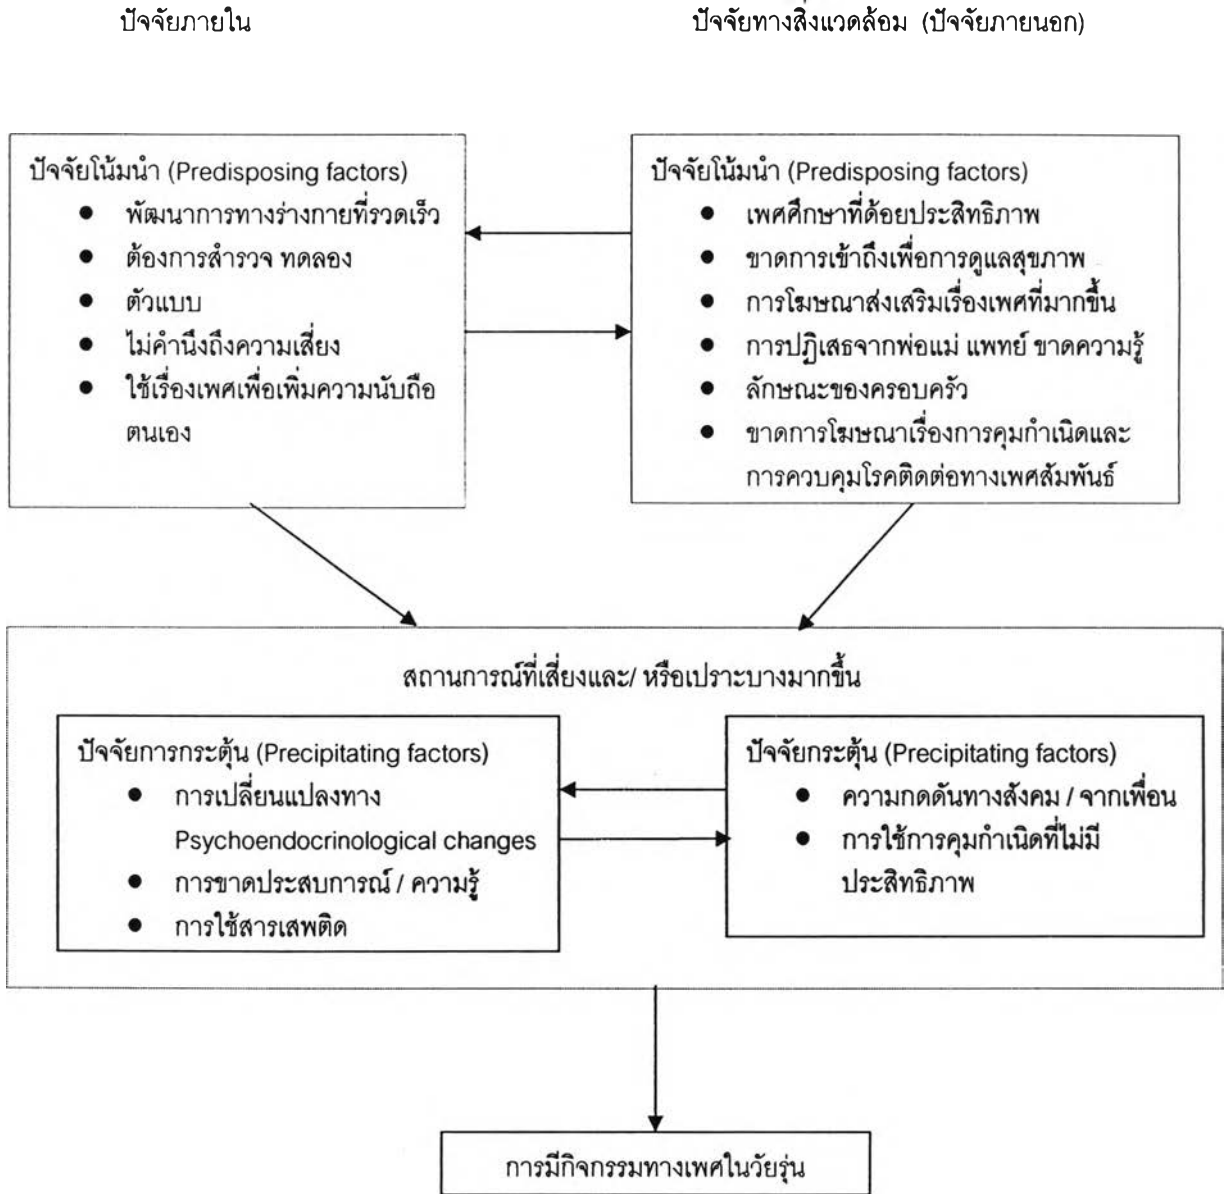 ปัจจัยภายใน
ปัจจัยทางสิ่งแวดล้อม (ปัจจัยภายนอก)
ปัจจัยโน้มนำ (Predisposing factors)
● พัฒนาการทางร่างกายที่รวดเร็ว
● ต้องการสำรวจ ทดลอง
● ตัวแบบ
● ไม่คำนึงถึงความเสี่ยง
● ใช้เรื่องเพศเพื่อเพิ่มความนับถือ
ตนเอง
ปัจจัยโน้มนำ (Predisposing factors)
● เพศศึกษาที่ด้อยประสิทธิภาพ
● ขาดการเข้าถึงเพื่อการดูแลสุขภาพ
● การโฆษณาส่งเสริมเรื่องเพศที่มากขึ้น
● การปฏิเสธจากพ่อแม่ แพทย์ ขาดความรู้
● ลักษณะของครอบครัว
● ขาดการโฆษณาเรื่องการคุมกำเนิดและ
การควบคุมโรคติดต่อทางเพศสัมพันธ์
สถานการณ์ที่เสี่ยงและ/ หรือเปราะบางมากขึ้น
ปัจจัยการกระตุ้น (Precipitating factors)
● การเปลี่ยนแปลงทาง
Psychoendocrinological changes
● การขาดประสบการณ์ / ความรู้
● การใช้สารเสพติด
ปัจจัยกระตุ้น (Precipitating factors)
● ความกดดันทางสังคม / จากเพื่อน
● การใช้การคุมกำเนิดที่ไม่มี
ประสิทธิภาพ
การมีกิจกรรมทางเพศในวัยรุ่น